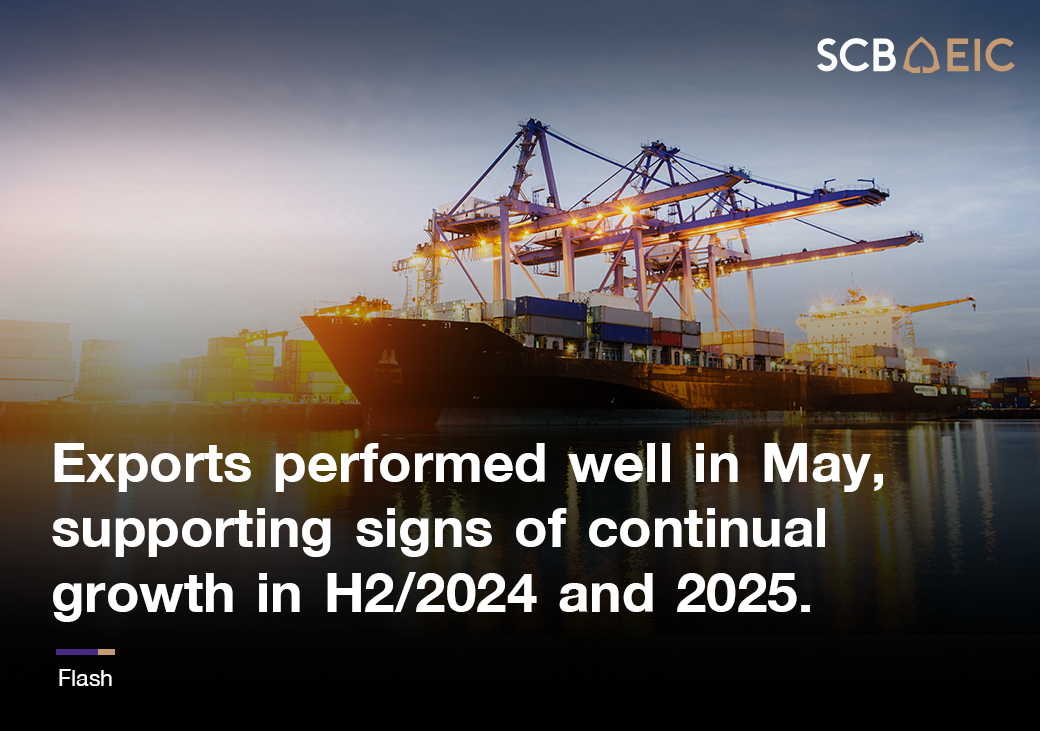 SCB EIC
Exports performed well in May,
supporting signs of continual
growth in H2/2024 and 2025.
Flash